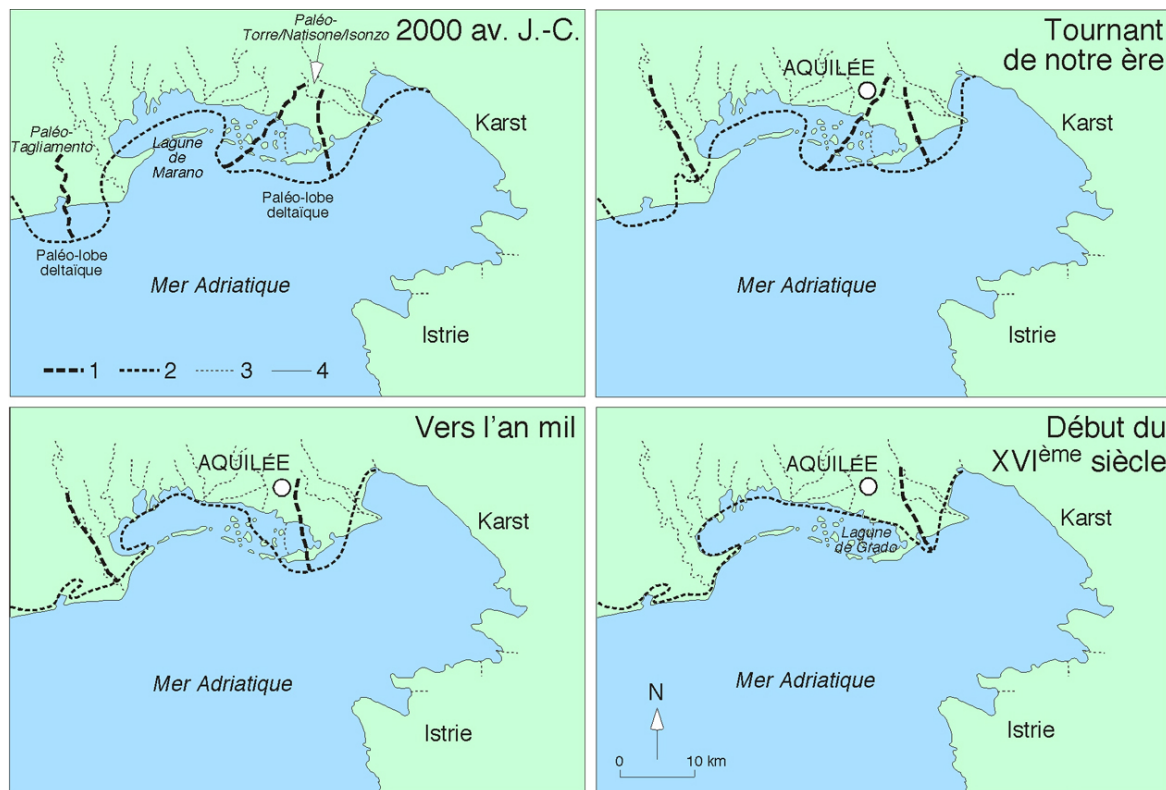 2000 av. J.-C.
Paléo-
Torre/Natisone/Isonzo
Paléo-
Tagliamento
Lagune
de
Marano
Karst
Paléo-lobe
deltaïque
Paléo-lobe
deltaïque
Mer Adriatique
Istrie
1 2 3 4
Tournant
de notre ère
AQUILÉE
Karst
Mer Adriatique
Istrie
Vers l'an mil
AQUILÉE
Karst
Mer Adriatique
Istrie
Début du
XVIème siècle
AQUILÉE
Karst
Lagune
de Grado
Mer Adriatique
N
0 10 km
Istrie